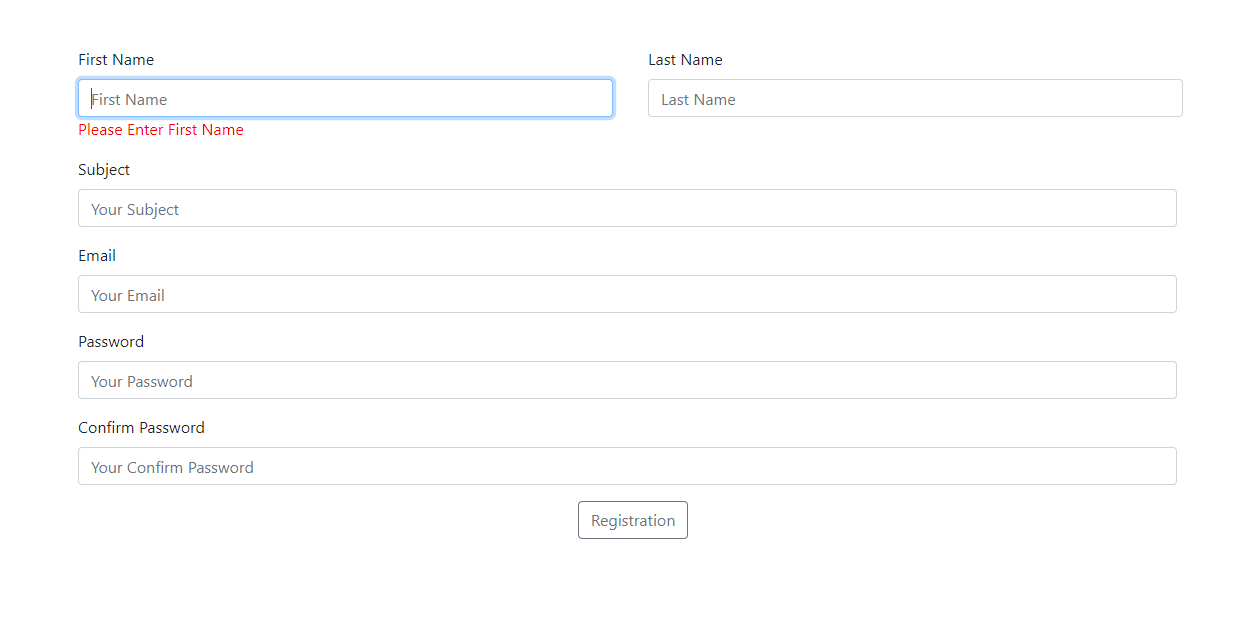 First Name
Last Name
First Name
Last Name
Please Enter First Name
Subject
Your Subject
Email
Your Email
Password
Your Password
Confirm Password
Your Confirm Password
Registration